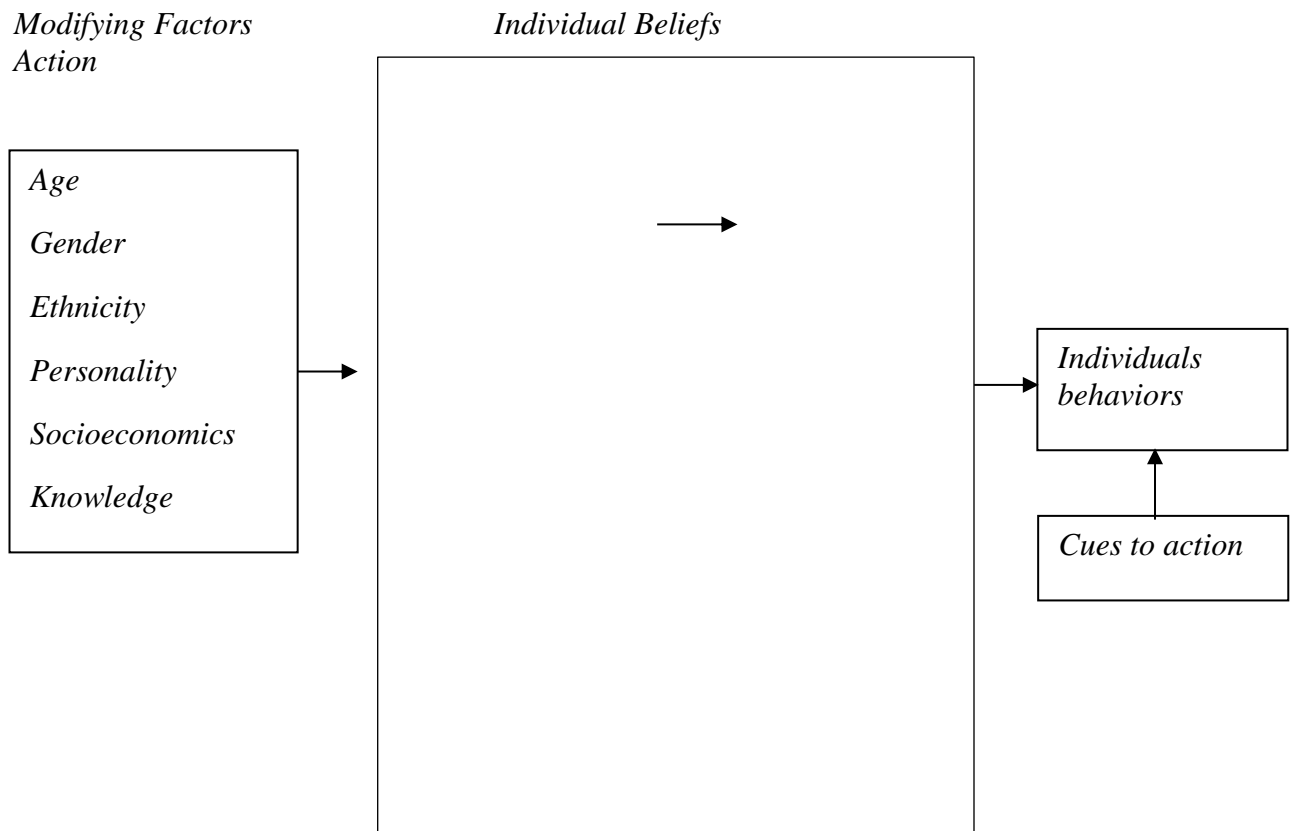 Modifying Factors
Action
Individual Beliefs
Age
Gender
Ethnicity
Personality
Socioeconomics
Knowledge
Individuals
behaviors
Cues to action